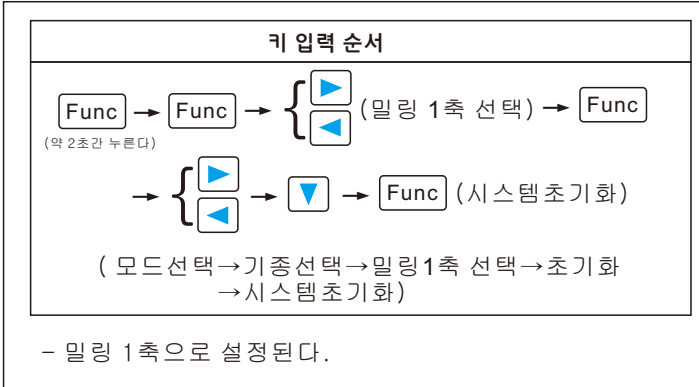 키 입력 순서
Func → Func → { ▶ ◀ (밀링 1축 선택) → Func
(약 2초간 누른다)
→ { ▶ ◀ → ▼ → Func (시스템초기화)
( 모드선택→기종선택→밀링1축 선택→초기화
→시스템초기화)
- 밀링 1축으로 설정된다.